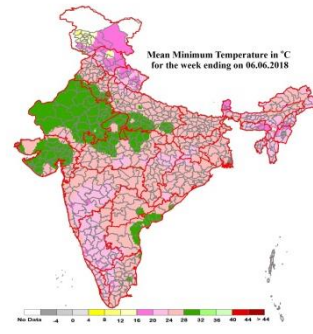 Mean Minimum Temperature in °C
for the week ending on 06.06.2018
No Data -4 0 4 8 12 16 20 24 28 32 36 40 44 >44